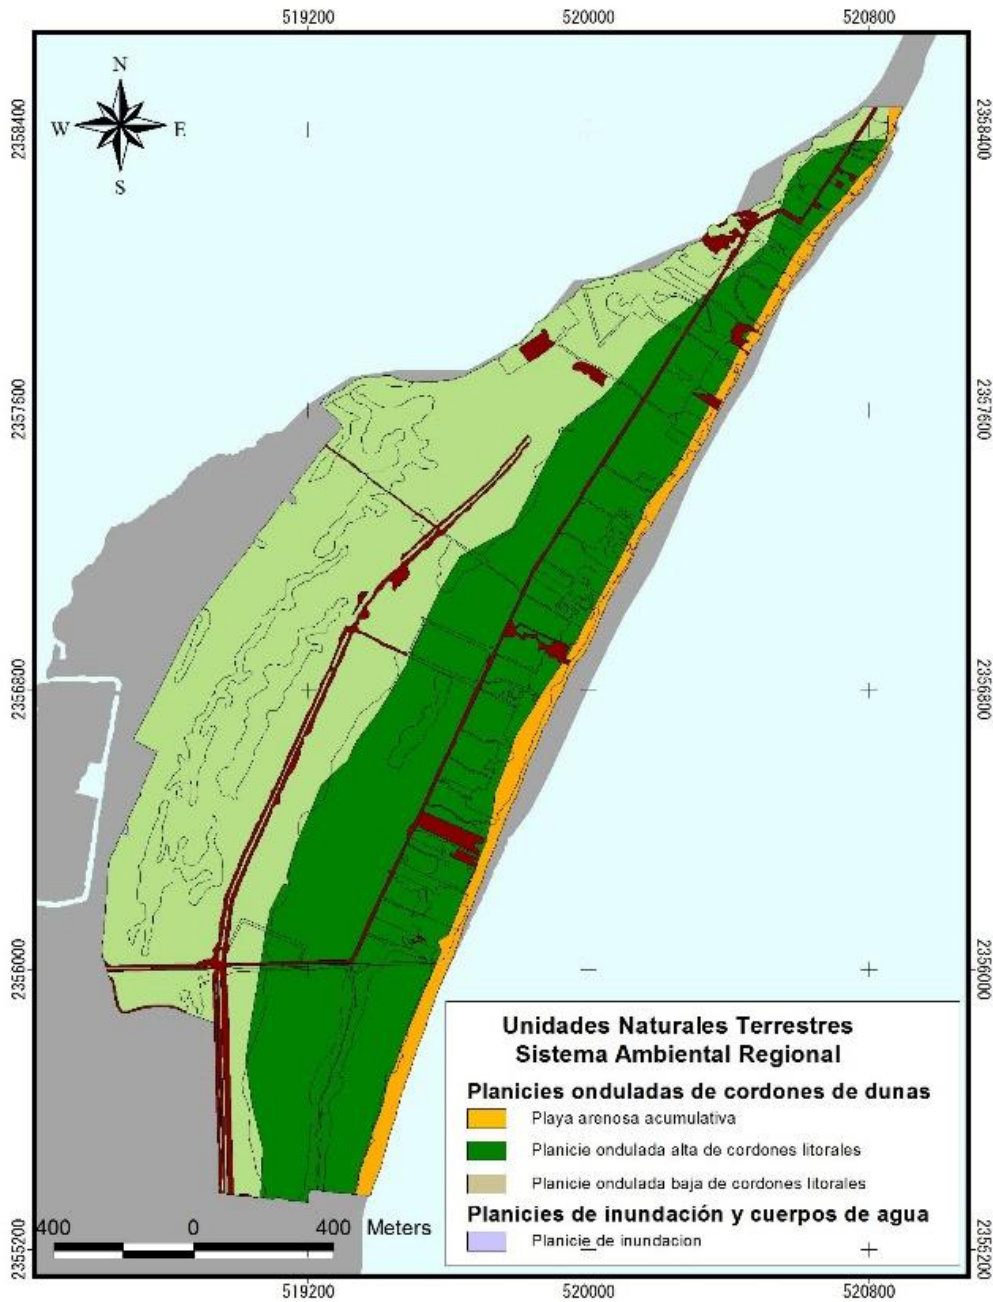 519200 520000 520800
N
W E
S
2358400 2358400
2357600 2357600
2356800 2356800
2356000 2356000
Unidades Naturales Terrestres
Sistema Ambiental Regional
Planicies onduladas de cordones de dunas
Playa arenosa acumulativa
Planicie ondulada alta de cordones litorales
Planicie ondulada baja de cordones litorales
Planicies de inundación y cuerpos de agua
Planicie de inundacion
400 0 400 Meters
2355200 2355200
519200 520000 520800